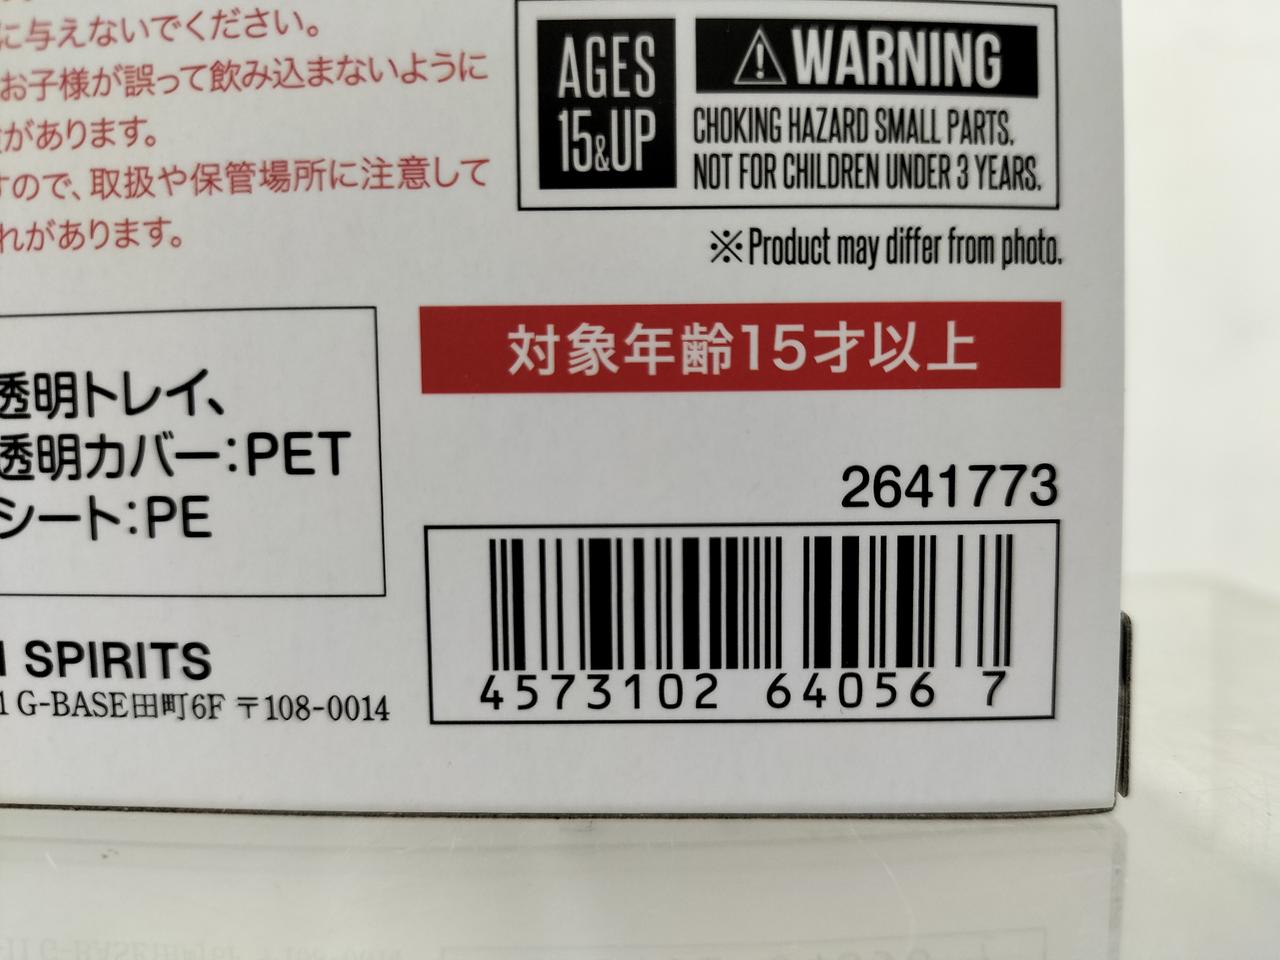 に与えないでください。
お子様が誤って飲み込まないように
があります。
すので、取扱や保管場所に注意して
れがあります。
AGES
15&UP
⚠WARNING
CHOKING HAZARD SMALL PARTS.
NOT FOR CHILDREN UNDER 3 YEARS.
※Product may differ from photo.
対象年齢15才以上
透明トレイ、
透明カバー:PET
シート:PE
2641773
4573102 64056 7
SPIRITS
1 G-BASE田町6F 〒108-0014